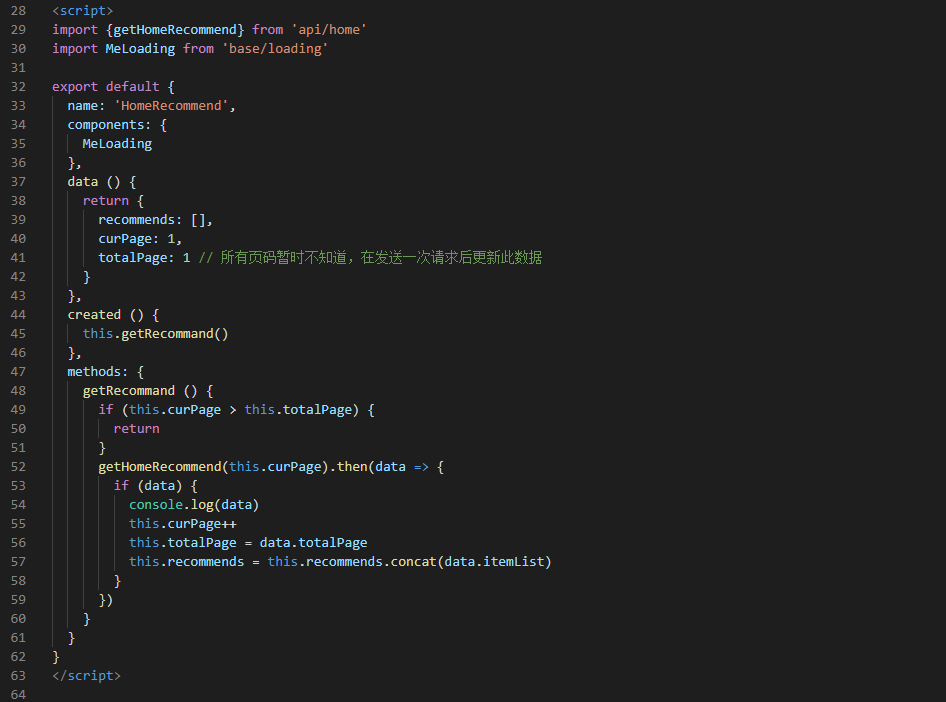 28 <script>
29 import {getHomeRecommend} from 'api/home'
30 import MeLoading from 'base/loading'
31
32 export default {
33   name: 'HomeRecommend',
34   components: {
35     MeLoading
36   },
37   data () {
38     return {
39       recommends: [],
40       curPage: 1,
41       totalPage: 1 // 所有页码暂时不知道，在发送一次请求后更新此数据
42     }
43   },
44   created () {
45     this.getRecommand()
46   },
47   methods: {
48     getRecommand () {
49       if (this.curPage > this.totalPage) {
50         return
51       }
52       getHomeRecommend(this.curPage).then(data => {
53         if (data) {
54           console.log(data)
55           this.curPage++
56           this.totalPage = data.totalPage
57           this.recommends = this.recommends.concat(data.itemList)
58         }
59       })
60     }
61   }
62 }
63 </script>
64